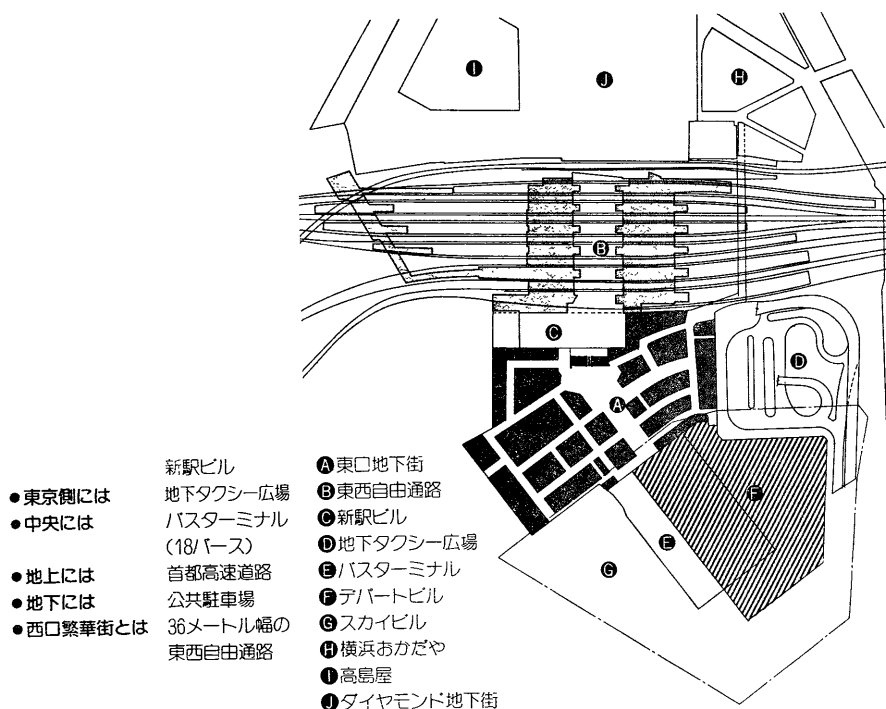 I
J
H
B
C
D
A
F
E
G
新駅ビル
●東京側には 地下タクシー広場
●中央には バスターミナル
(18バース)
●地上には 首都高速道路
●地下には 公共駐車場
●西口繁華街とは 36メートル幅の
東西自由通路
A東口地下街
B東西自由通路
C新駅ビル
D地下タクシー広場
Eバスターミナル
Fデパートビル
Gスカイビル
H横浜おかだや
I高島屋
Jダイヤモンド地下街